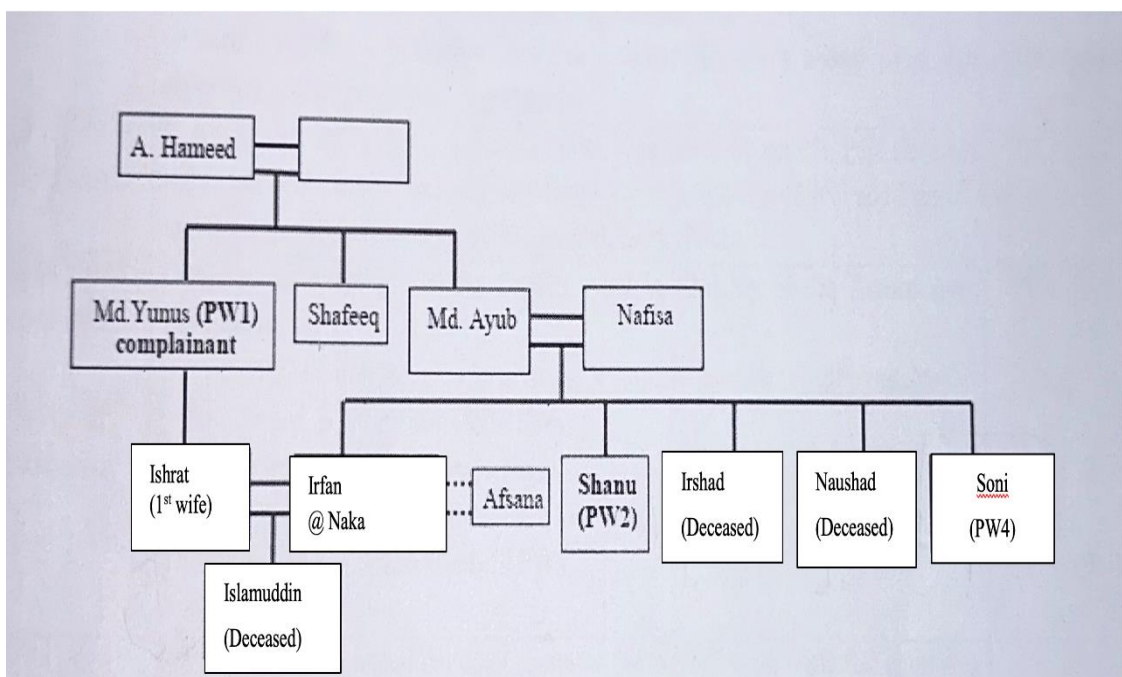 A. Hameed
Md.Yunus (PW1)
complainant
Shafeeq
Md. Ayub
Nafisa
Ishrat
(1st wife)
Irfan
@ Naka
Afsana
Shanu
(PW2)
Irshad
(Deceased)
Naushad
(Deceased)
Soni
(PW4)
Islamuddin
(Deceased)